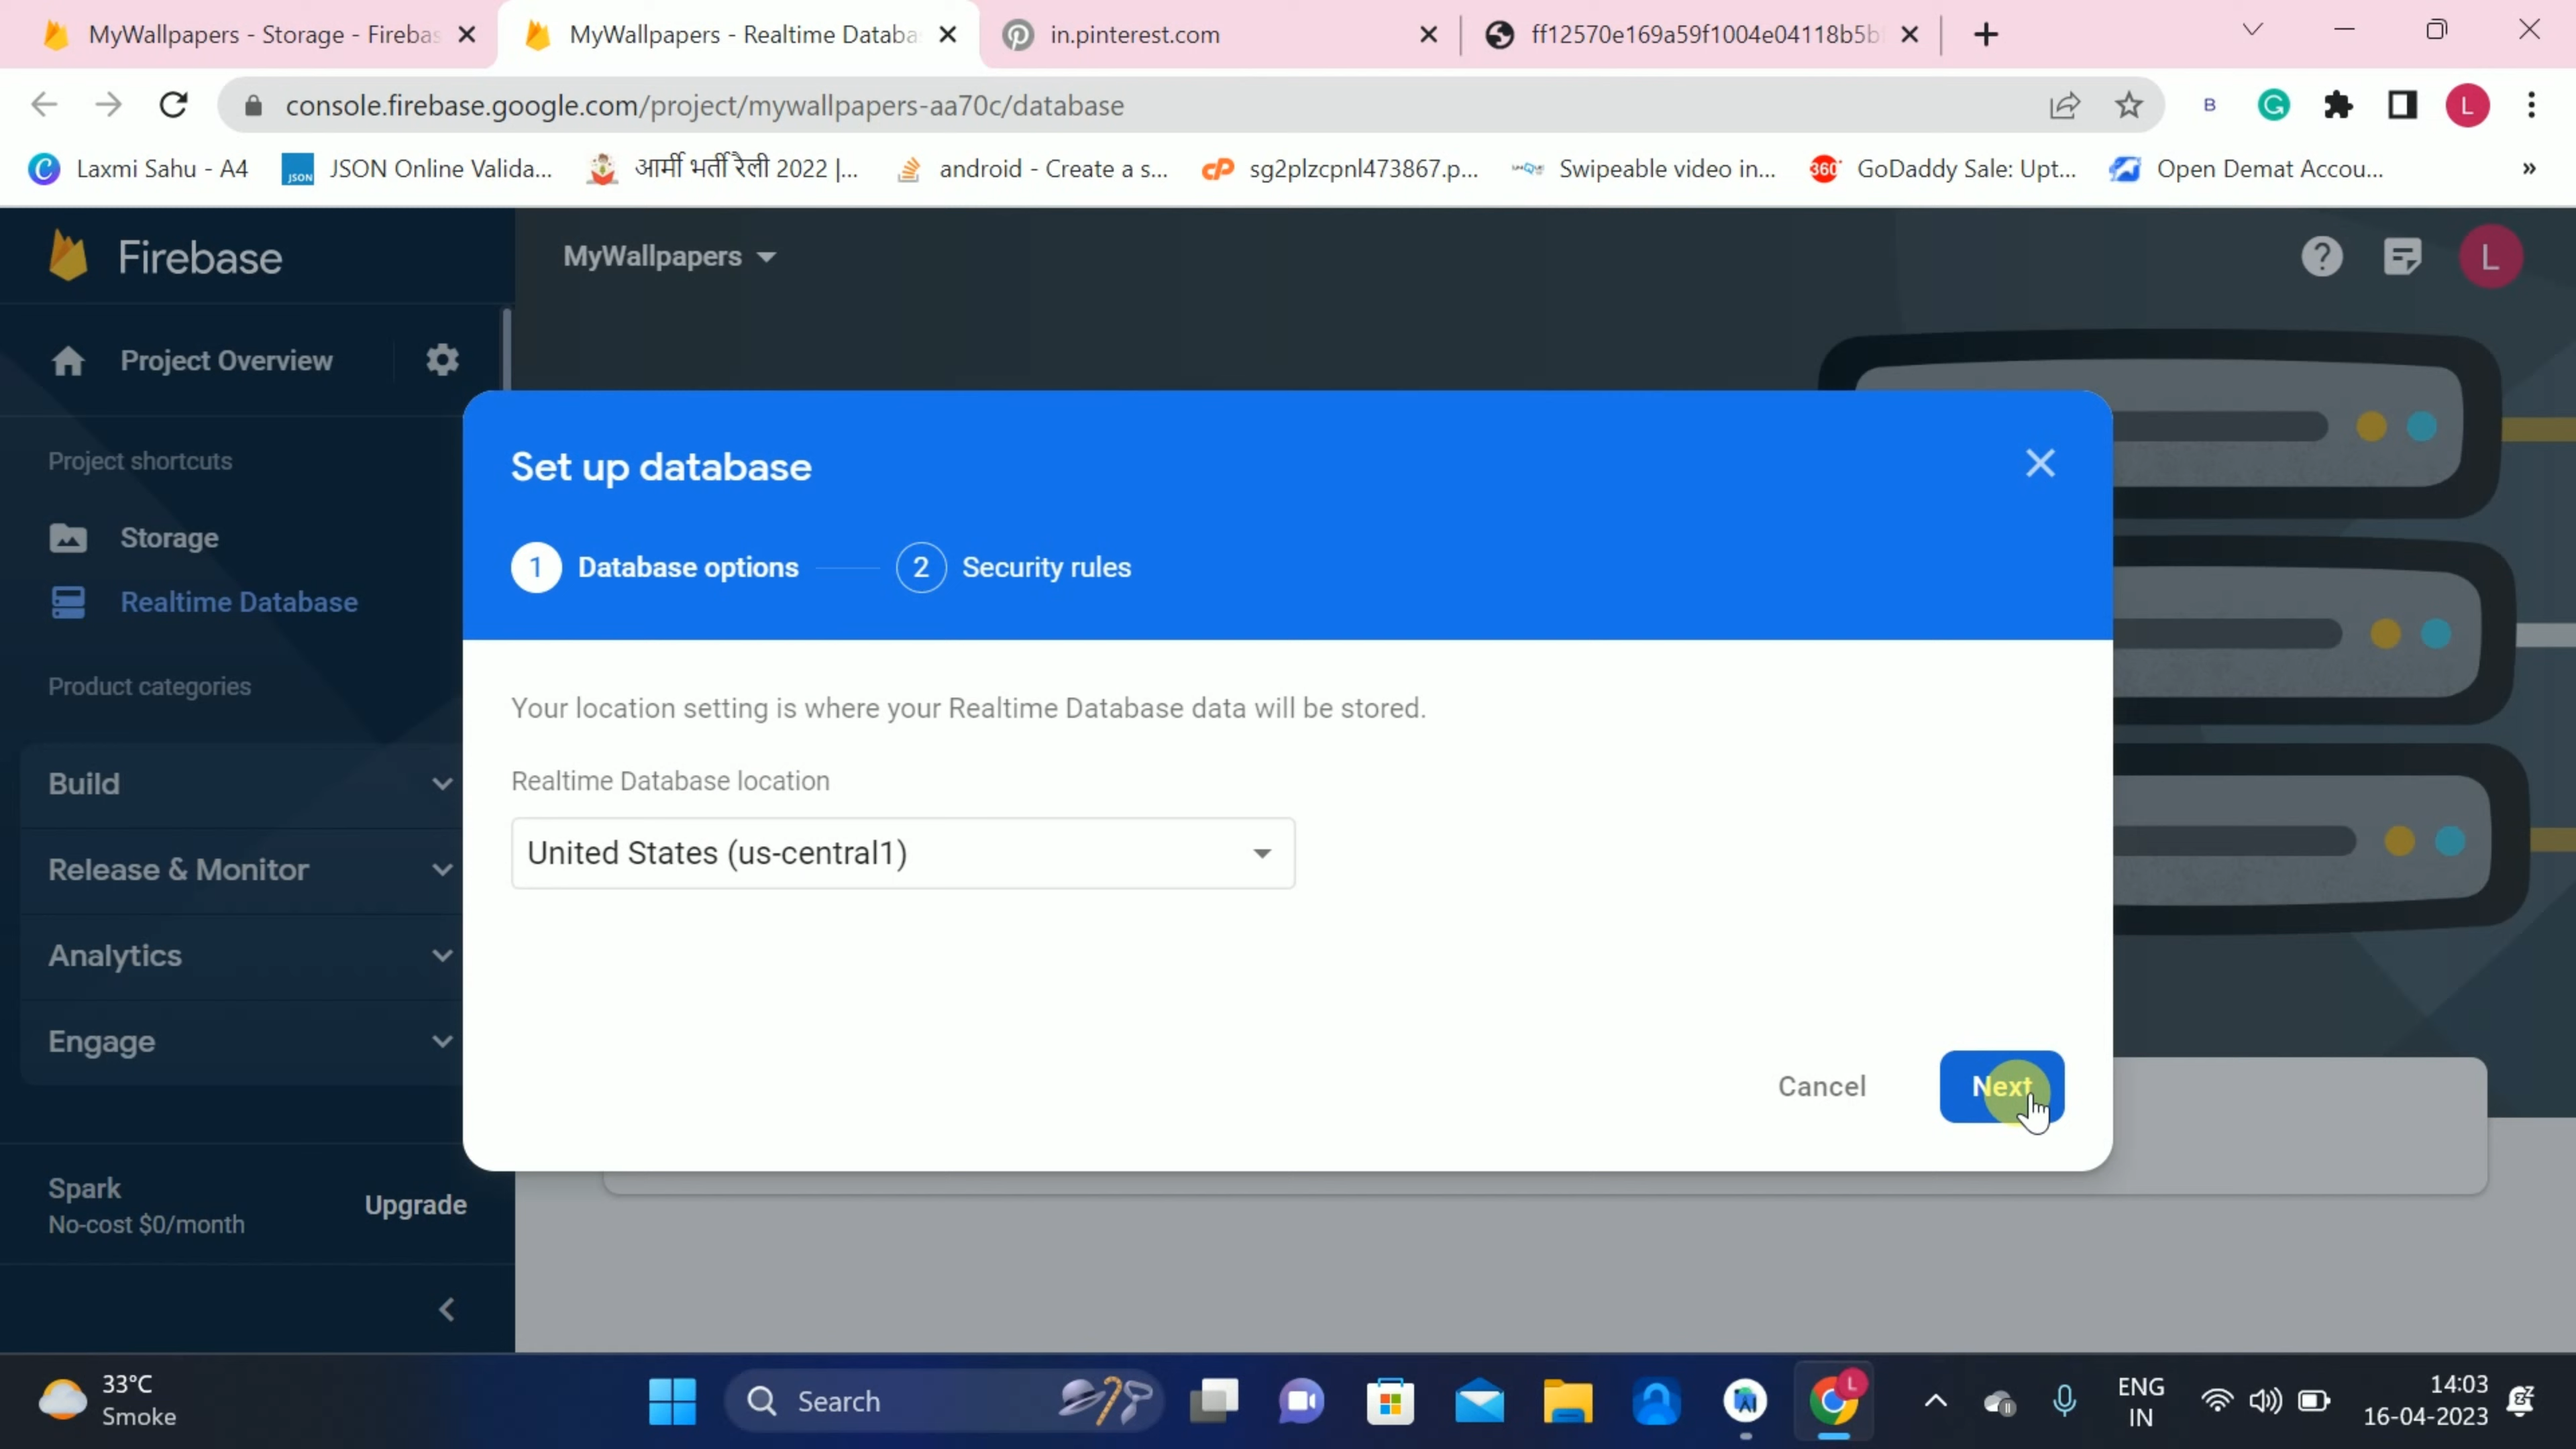 MyWallpapers - Storage - Firebas
MyWallpapers - Realtime Databa
in.pinterest.com
ff12570e169a59f1004e04118b5b
console.firebase.google.com/project/mywallpapers-aa70c/database
B
G
L
C
Laxmi Sahu - A4
JSON
JSON Online Valida...
आर्मी भर्ती रैली 2022 |...
android - Create a s...
cP
sg2plzcpnl473867.p...
Swipeable video in...
360
GoDaddy Sale: Upt...
Open Demat Accou...
»
Firebase
MyWallpapers
?
L
Project Overview
Project shortcuts
Storage
Realtime Database
Product categories
Build
Release & Monitor
Analytics
Engage
Spark
No-cost $0/month
Upgrade
Set up database
1
Database options
2
Security rules
Your location setting is where your Realtime Database data will be stored.
Realtime Database location
United States (us-central1)
Cancel
Next
33°C
Smoke
Search
L
ENG
IN
14:03
16-04-2023